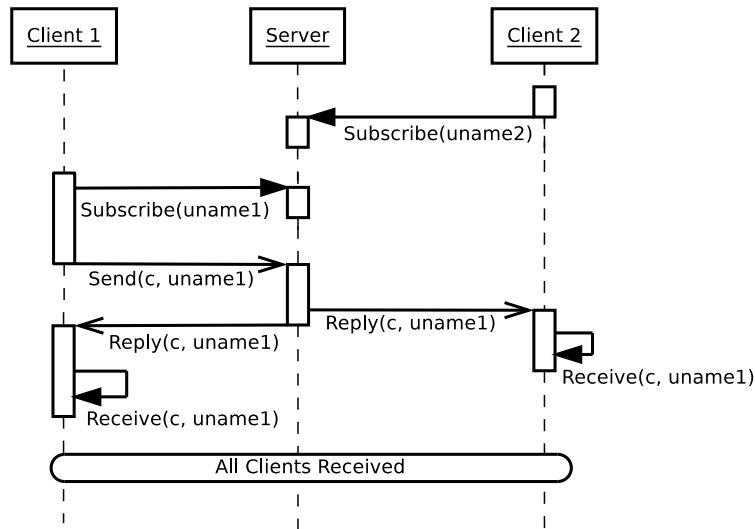 Client 1
Server
Client 2
Subscribe(uname2)
Subscribe(uname1)
Send(c, uname1)
Reply(c, uname1)
Reply(c, uname1)
Receive(c, uname1)
Receive(c, uname1)
All Clients Received